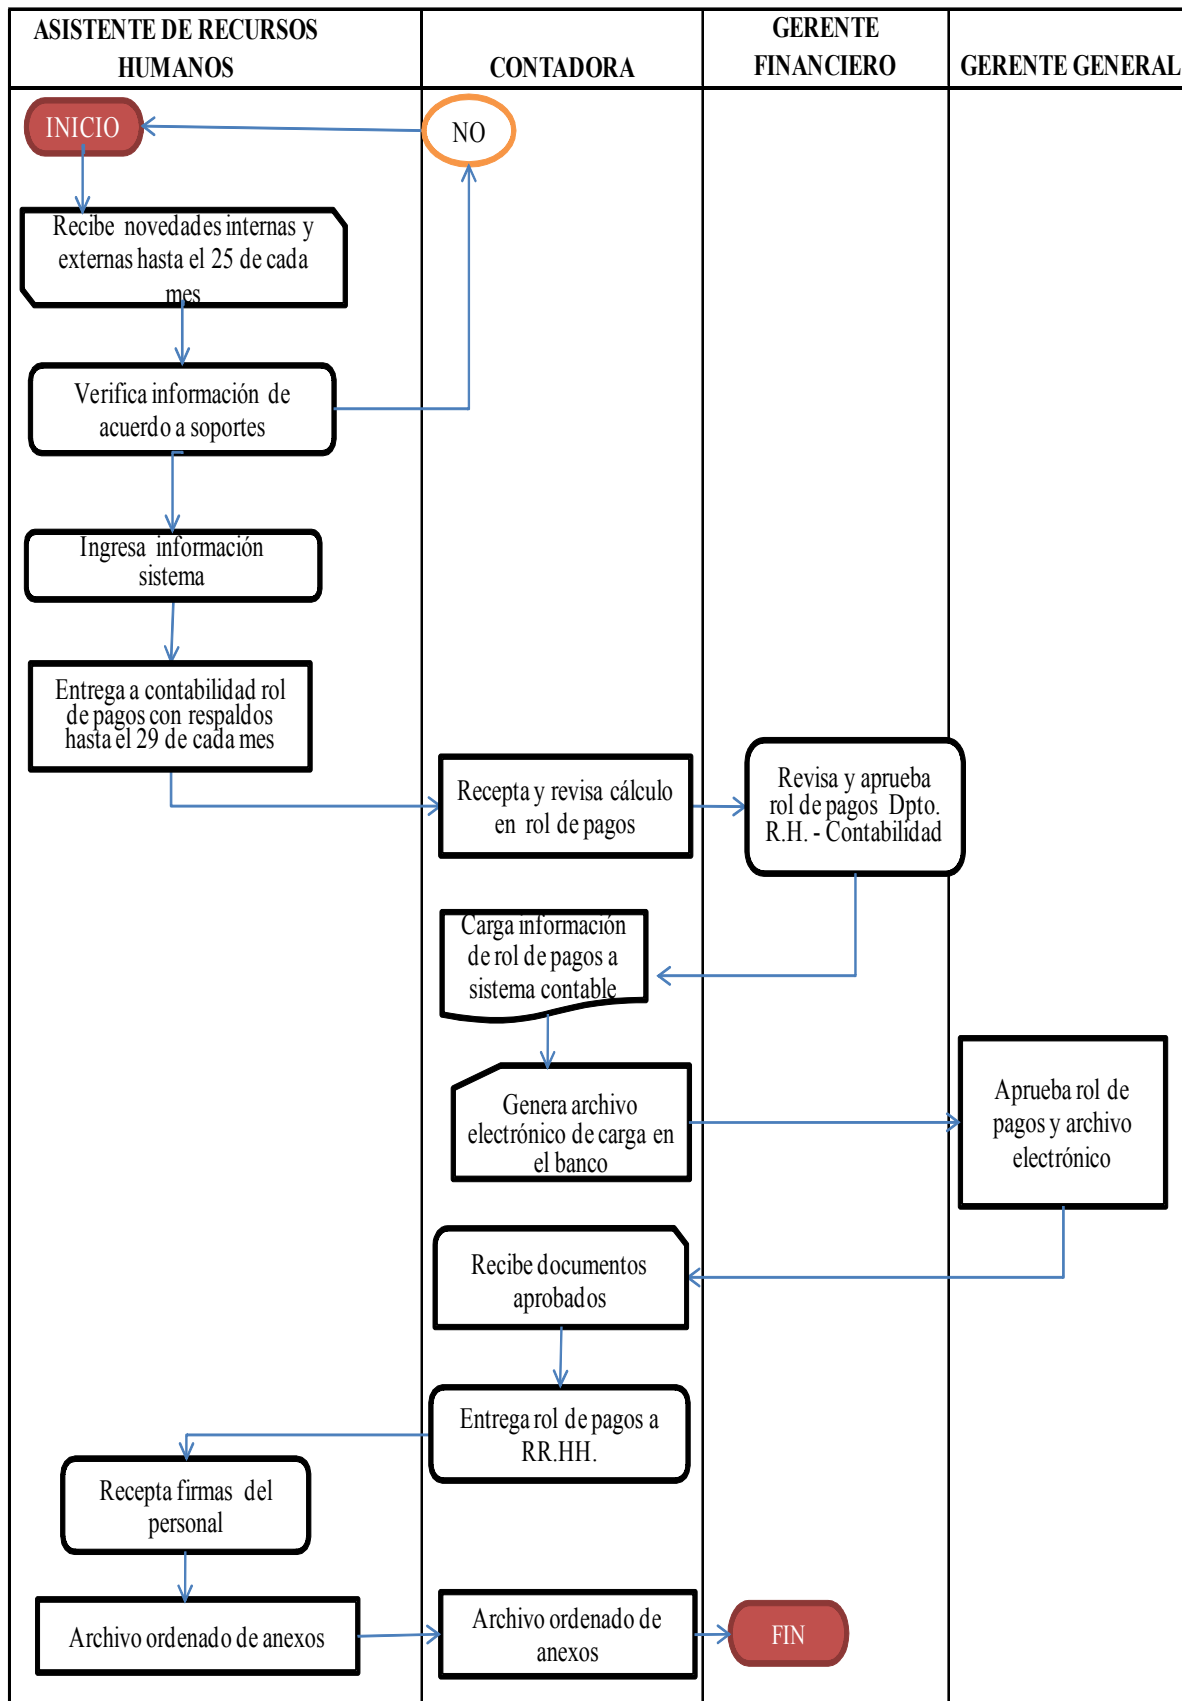 ASISTENTE DE RECURSOS
HUMANOS
CONTADORA
GERENTE
FINANCIERO
GERENTE GENERAL
INICIO
NO
Recibe novedades internas y
externas hasta el 25 de cada
mes
Verifica información de
acuerdo a soportes
Ingresa información
sistema
Entrega a contabilidad rol
de pagos con respaldos
hasta el 29 de cada mes
Recepta y revisa cálculo
en rol de pagos
Revisa y aprueba
rol de pagos Dpto.
R.H. - Contabilidad
Carga información
de rol de pagos a
sistema contable
Genera archivo
electrónico de carga en
el banco
Aprueba rol de
pagos y archivo
electrónico
Recibe documentos
aprobados
Entrega rol de pagos a
RR.HH.
Recepta firmas del
personal
Archivo ordenado de anexos
Archivo ordenado de
anexos
FIN